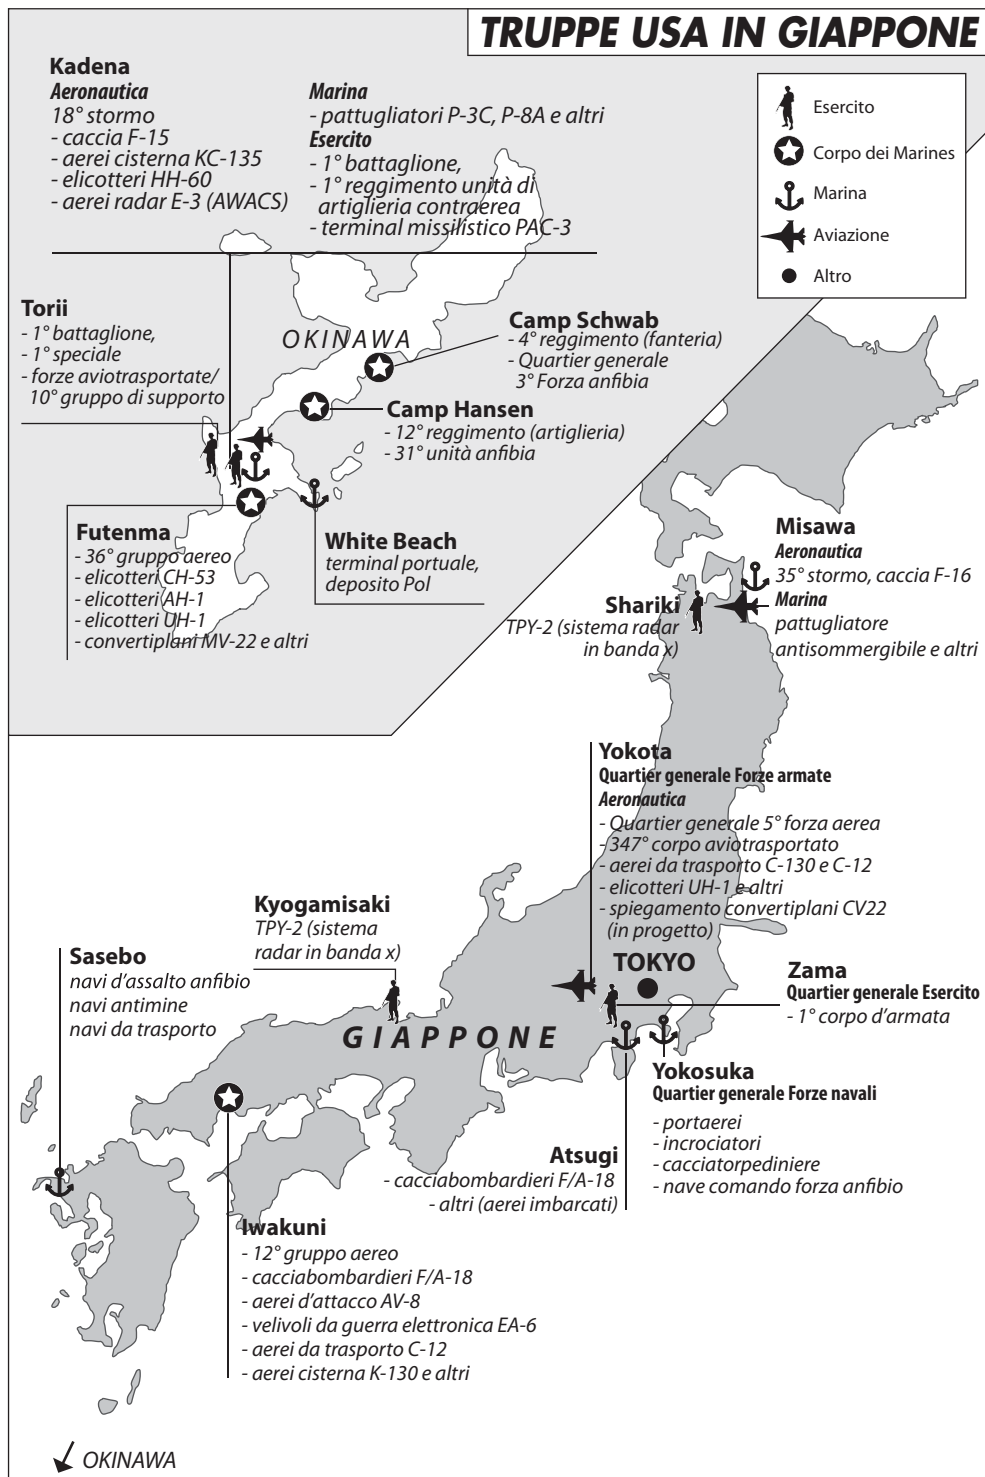 TRUPPE USA IN GIAPPONE
Kadena
Aeronautica
18° stormo
- caccia F-15
- aerei cisterna KC-135
- elicotteri HH-60
- aerei radar E-3 (AWACS)
Marina
- pattugliatori P-3C, P-8A e altri
Esercito
- 1° battaglione,
- 1° reggimento unità di
artiglieria contraerea
- terminal missilistico PAC-3
Esercito
Corpo dei Marines
Marina
Aviazione
Altro
Torii
- 1° battaglione,
- 1° speciale
- forze aviotrasportate/
10° gruppo di supporto
OKINAWA
Camp Schwab
- 4° reggimento (fanteria)
- Quartier generale
3° Forza anfibia
Camp Hansen
- 12° reggimento (artiglieria)
- 31° unità anfibia
Futenma
- 36° gruppo aereo
- elicotteri CH-53
- elicotteri AH-1
- elicotteri UH-1
- convertiplani MV-22 e altri
White Beach
terminal portuale,
deposito Pol
Misawa
Aeronautica
35° stormo, caccia F-16
Marina
pattugliatore
antisommergibile e altri
Shariki
TPY-2 (sistema radar
in banda x)
Yokota
Quartier generale Forze armate
Aeronautica
- Quartier generale 5° forza aerea
- 347° corpo aviotrasportato
- aerei da trasporto C-130 e C-12
- elicotteri UH-1 e altri
- spiegamento convertiplani CV22
(in progetto)
Kyogamisaki
TPY-2 (sistema
radar in banda x)
Sasebo
navi d'assalto anfibio
navi antimine
navi da trasporto
TOKYO
Zama
Quartier generale Esercito
- 1° corpo d'armata
GIAPPONE
Yokosuka
Quartier generale Forze navali
- portaerei
- incrociatori
- cacciatorpediniere
- nave comando forza anfibio
Atsugi
- cacciabombardieri F/A-18
- altri (aerei imbarcati)
Iwakuni
- 12° gruppo aereo
- cacciabombardieri F/A-18
- aerei d'attacco AV-8
- velivoli da guerra elettronica EA-6
- aerei da trasporto C-12
- aerei cisterna K-130 e altri
OKINAWA